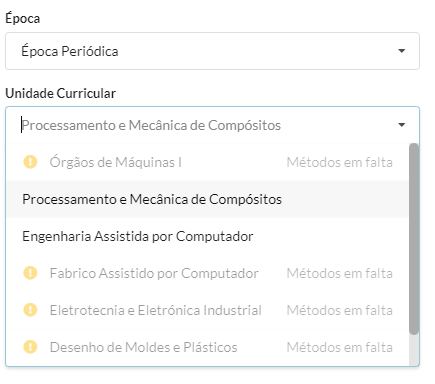 Época
Época Periódica
Unidade Curricular
Processamento e Mecânica de Compósitos
Órgãos de Máquinas I Métodos em falta
Processamento e Mecânica de Compósitos
Engenharia Assistida por Computador
Fabrico Assistido por Computador Métodos em falta
Eletrotecnia e Eletrónica Industrial Métodos em falta
Desenho de Moldes e Plásticos Métodos em falta